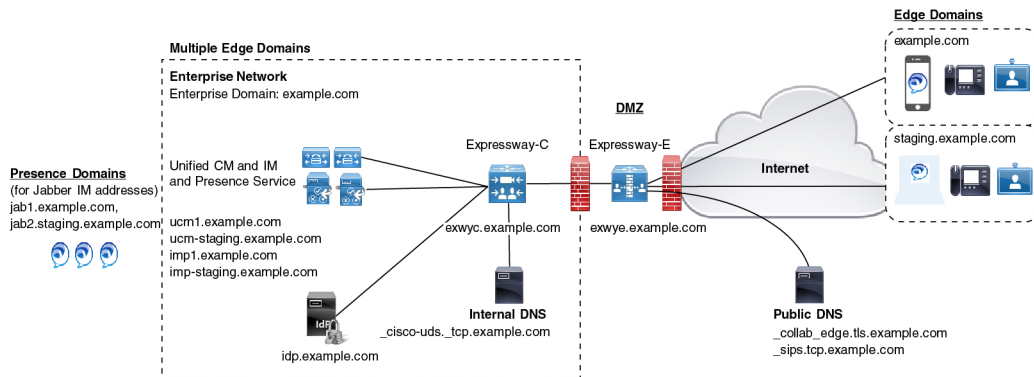 Edge Domains
example.com
Multiple Edge Domains
Enterprise Network
Enterprise Domain: example.com
DMZ
staging.example.com
Expressway-C
Expressway-E
Internet
Unified CM and IM
and Presence Service
Presence Domains
(for Jabber IM addresses)
jab1.example.com,
jab2.staging.example.com
ucm1.example.com
ucm-staging.example.com
imp1.example.com
imp-staging.example.com
exwyc.example.com
exwye.example.com
IdP
idp.example.com
Internal DNS
_cisco-uds._tcp.example.com
Public DNS
_collab_edge.tls.example.com
_sips.tcp.example.com